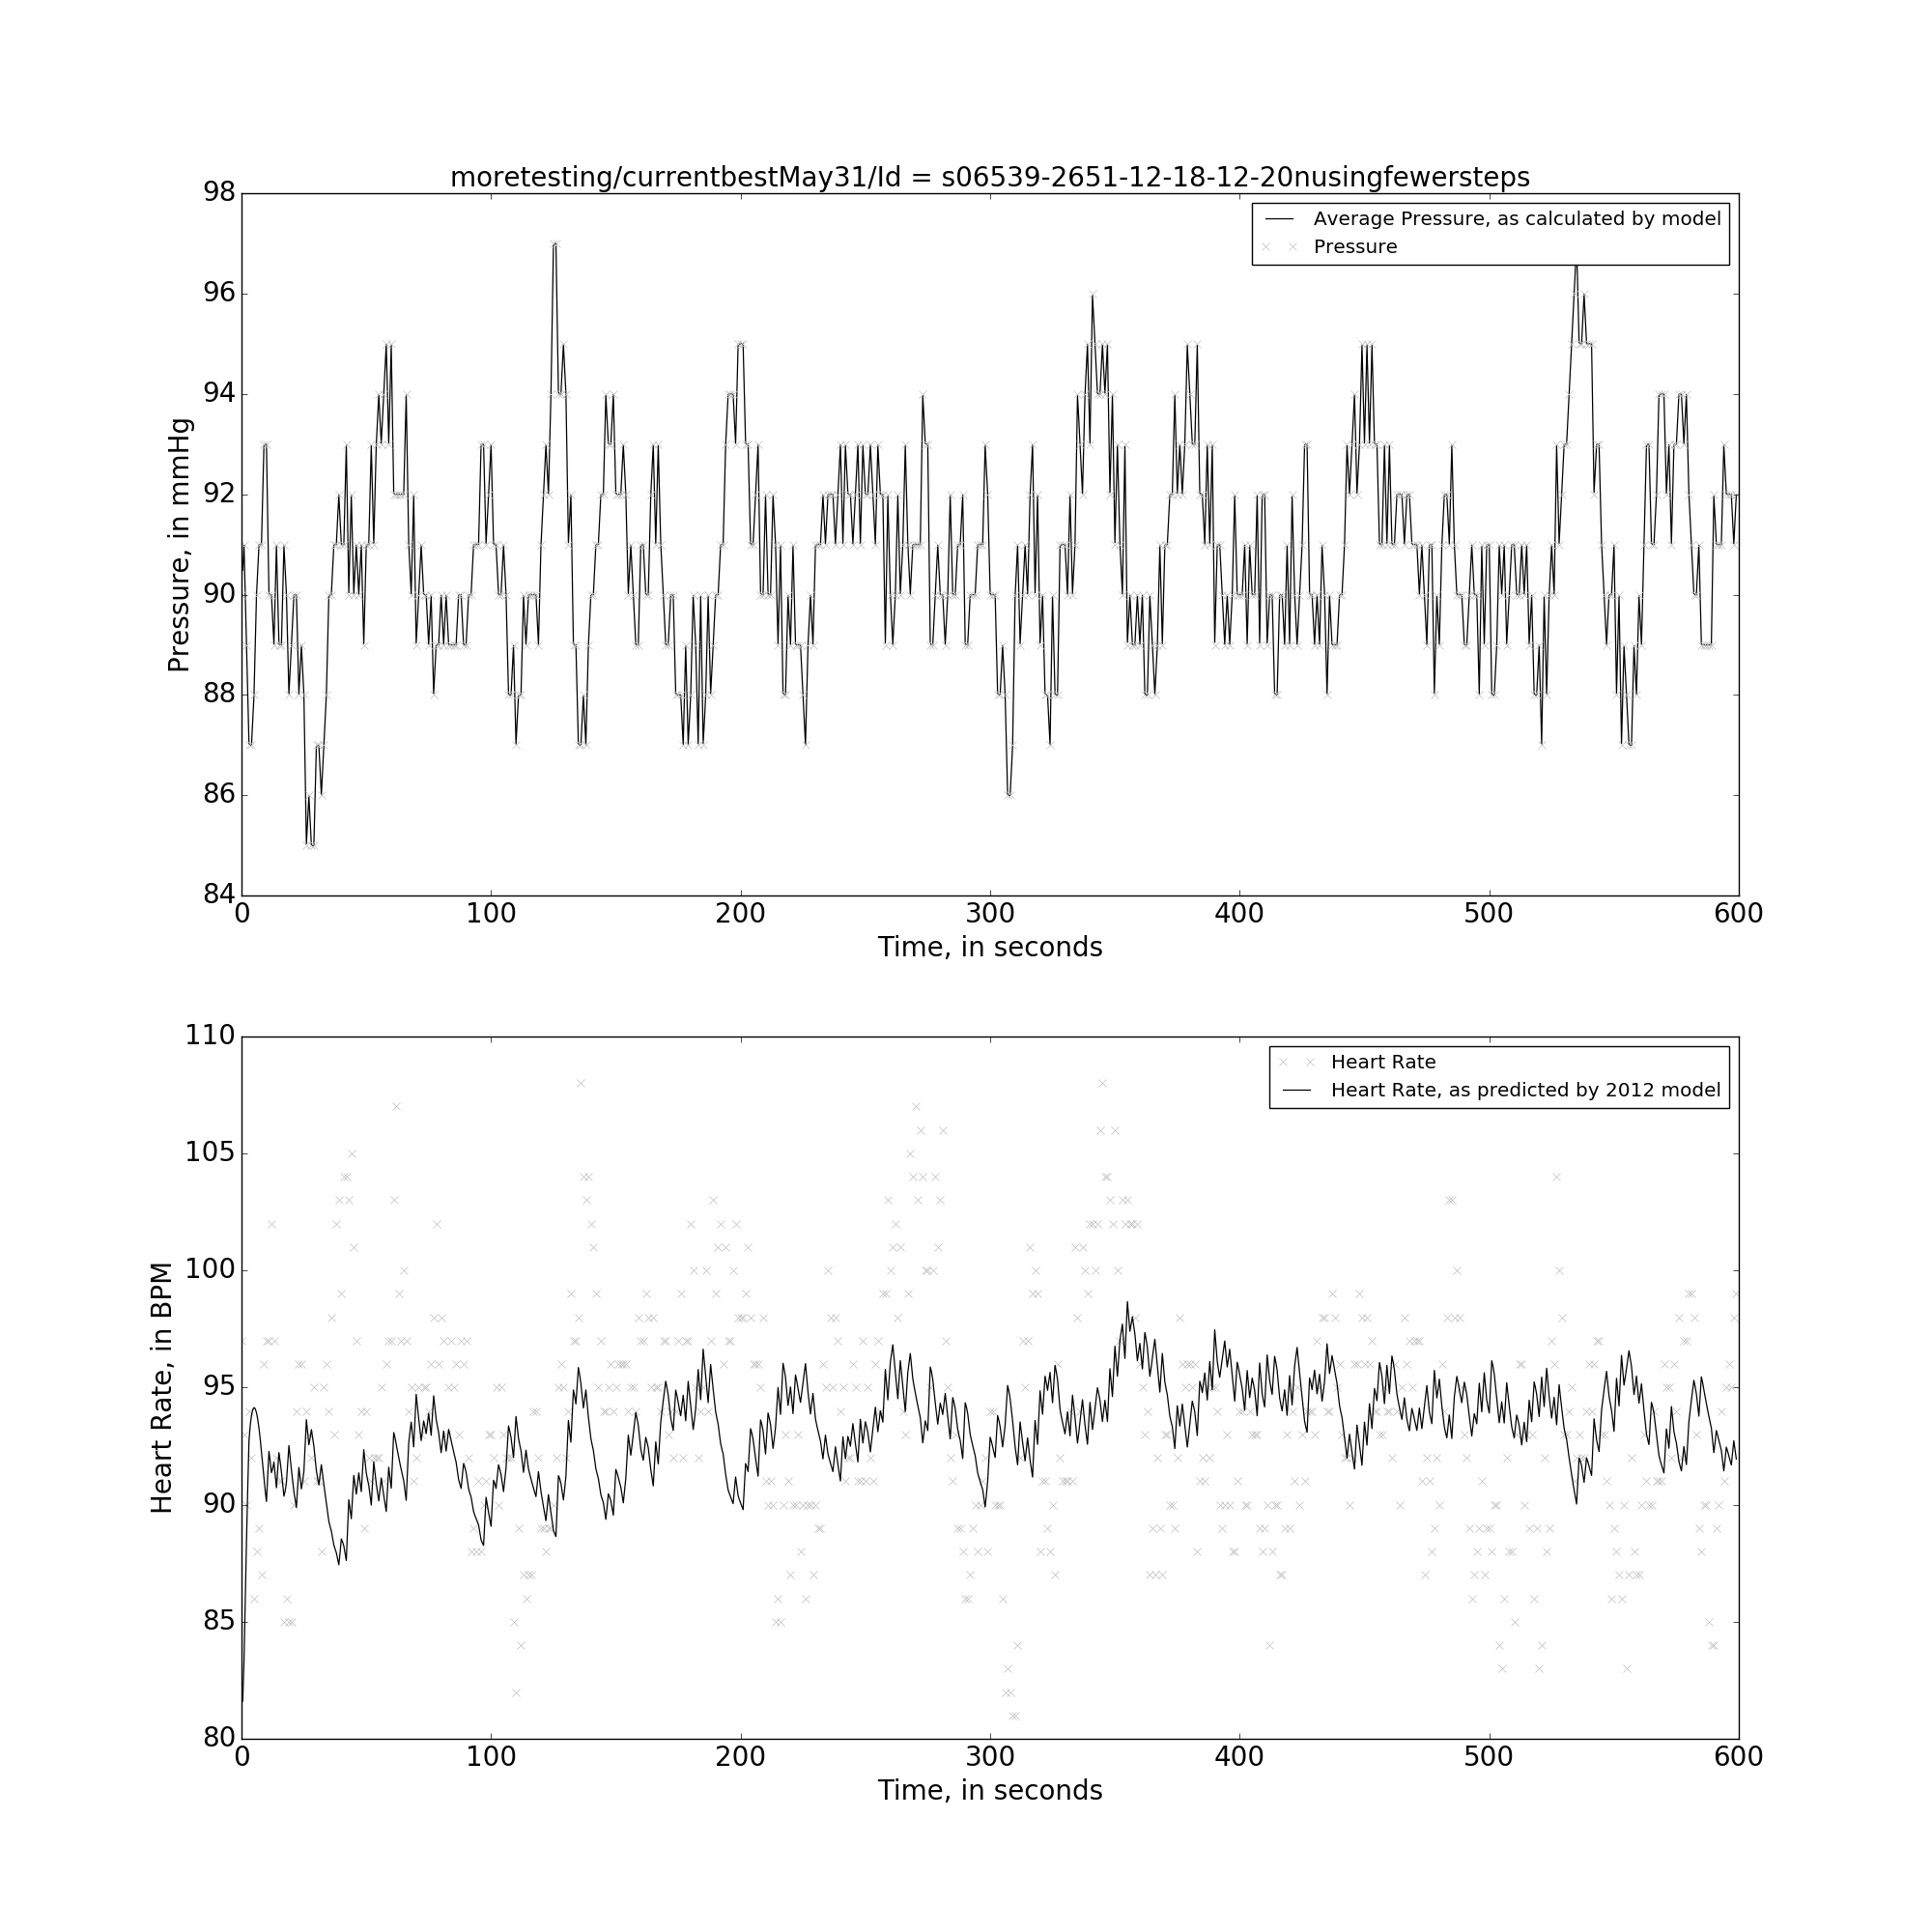 moretesting/currentbestMay31/Id = s06539-2651-12-18-12-20nusingfewersteps
98
96
94
92
90
88
86
84
Pressure, in mmHg
Average Pressure, as calculated by model
Pressure
0 100 200 300 400 500 600
Time, in seconds
110
105
100
95
90
85
80
Heart Rate, in BPM
Heart Rate
Heart Rate, as predicted by 2012 model
0 100 200 300 400 500 600
Time, in seconds